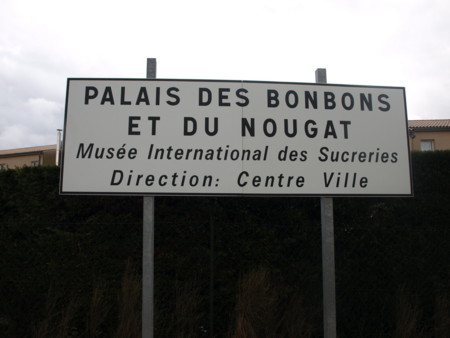 PALAIS DES BONBONS
ET DU NOUGAT
Musée International des Sucreries
Direction: Centre Ville